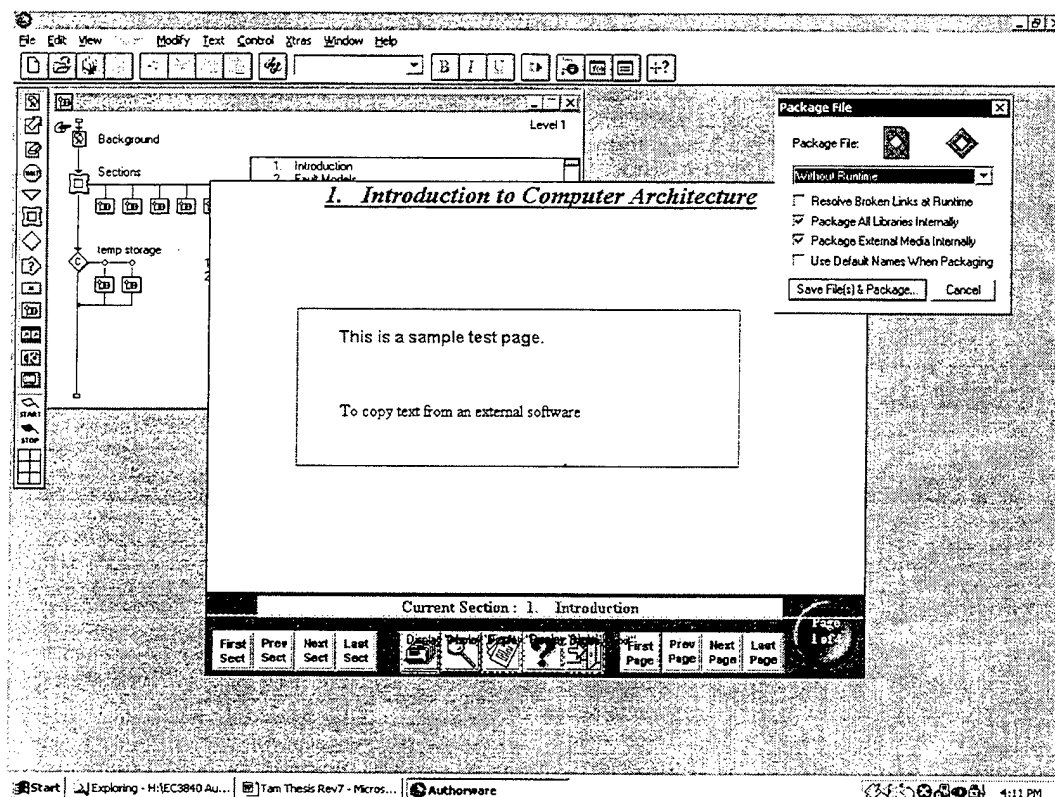 File Edit View Modify Text Control Xtras Window Help
B I U
Level 1
Background
Sections
1. Introduction
2. Fault Models
temp storage
START
STOP
Package File
Package File:
Without Runtime
Resolve Broken Links at Runtime
Package All Libraries Internally
Package External Media Internally
Use Default Names When Packaging
Save File(s) & Package... Cancel
1. Introduction to Computer Architecture
This is a sample test page.
To copy text from an external software
Current Section : 1. Introduction
First Sect Prev Sect Next Sect Last Sect
First Page Prev Page Next Page Last Page
Page
1 of 4
Start Exploring - H:\EC3840 Au... Tam Thesis Rev7 - Micros... Authorware 4:11 PM